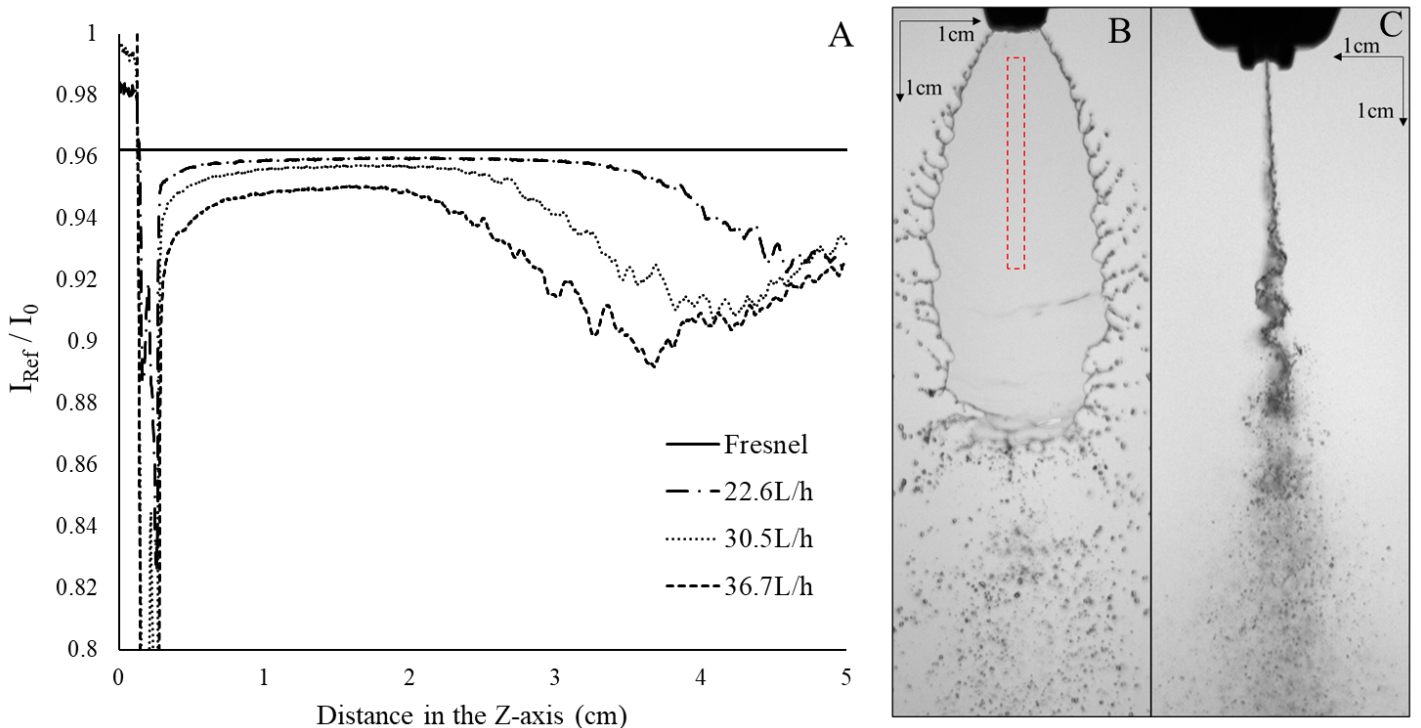 A
1
0.98
0.96
0.94
0.92
0.9
0.88
0.86
0.84
0.82
0.8
I_Ref / I_0
0 1 2 3 4 5
Distance in the Z-axis (cm)
Fresnel
22.6L/h
30.5L/h
36.7L/h
B
1cm
1cm
C
1cm
1cm